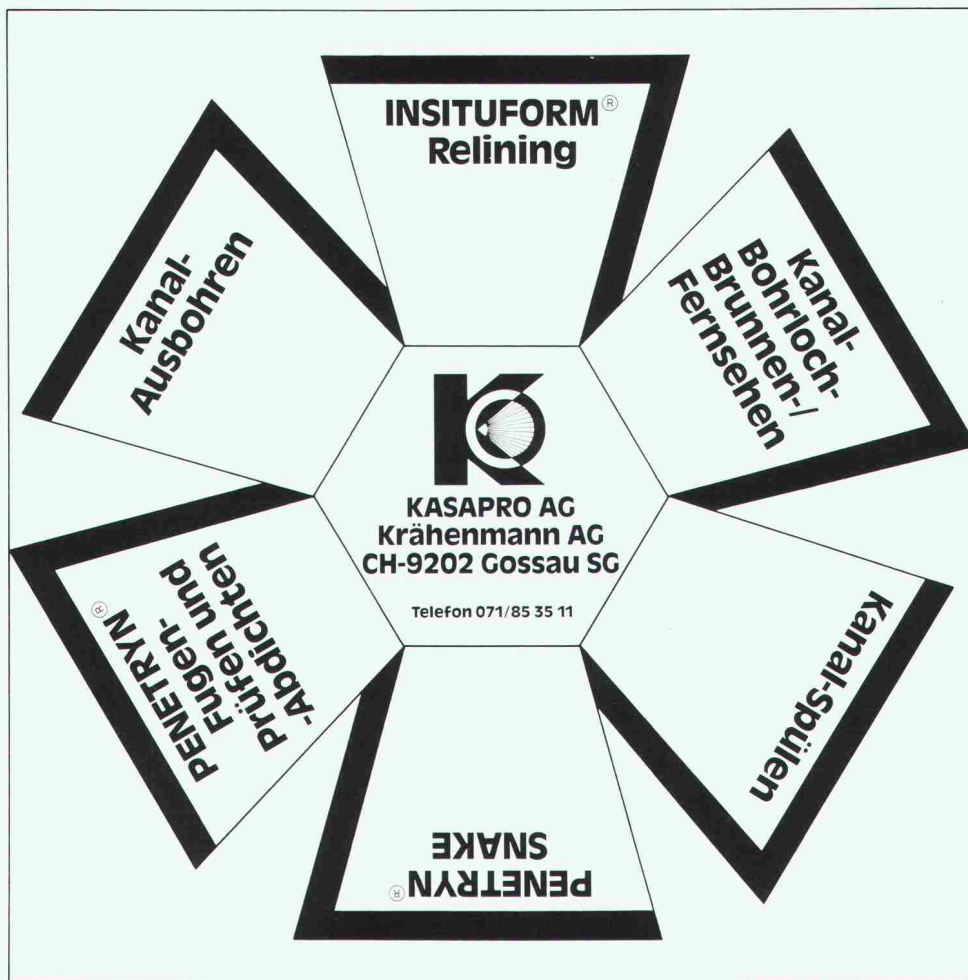 INSITUFORM®
Relining
Kanal-
Bohrloch-
Brunnen-/
Fernsehen
Kanal-Spülen
PENETRYN®
SNAKE
PENETRYN®
Fugen-
Prüfen und
-Abdichten
Kanal-
Ausbohren
K
KASAPRO AG
Krähenmann AG
CH-9202 Gossau SG
Telefon 071/85 35 11